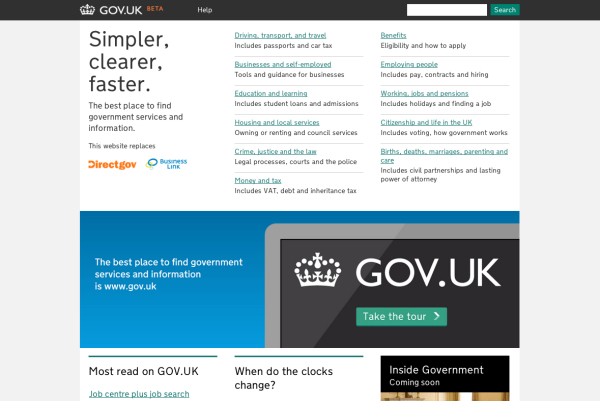 GOV.UK BETA
Help
Search
Simpler,
clearer,
faster.
The best place to find
government services and
information.
This website replaces
Directgov
Business
Link
Driving, transport, and travel
Includes passports and car tax
Businesses and self-employed
Tools and guidance for businesses
Education and learning
Includes student loans and admissions
Housing and local services
Owning or renting and council services
Crime, justice and the law
Legal processes, courts and the police
Money and tax
Includes VAT, debt and inheritance tax
Benefits
Eligibility and how to apply
Employing people
Includes pay, contracts and hiring
Working, jobs and pensions
Includes holidays and finding a job
Citizenship and life in the UK
Includes voting, how government works
Births, deaths, marriages, parenting and
care
Includes civil partnerships and lasting
power of attorney
The best place to find government
services and information
is www.gov.uk
GOV.UK
Take the tour
Most read on GOV.UK
Job centre plus job search
When do the clocks
change?
Inside Government
Coming soon